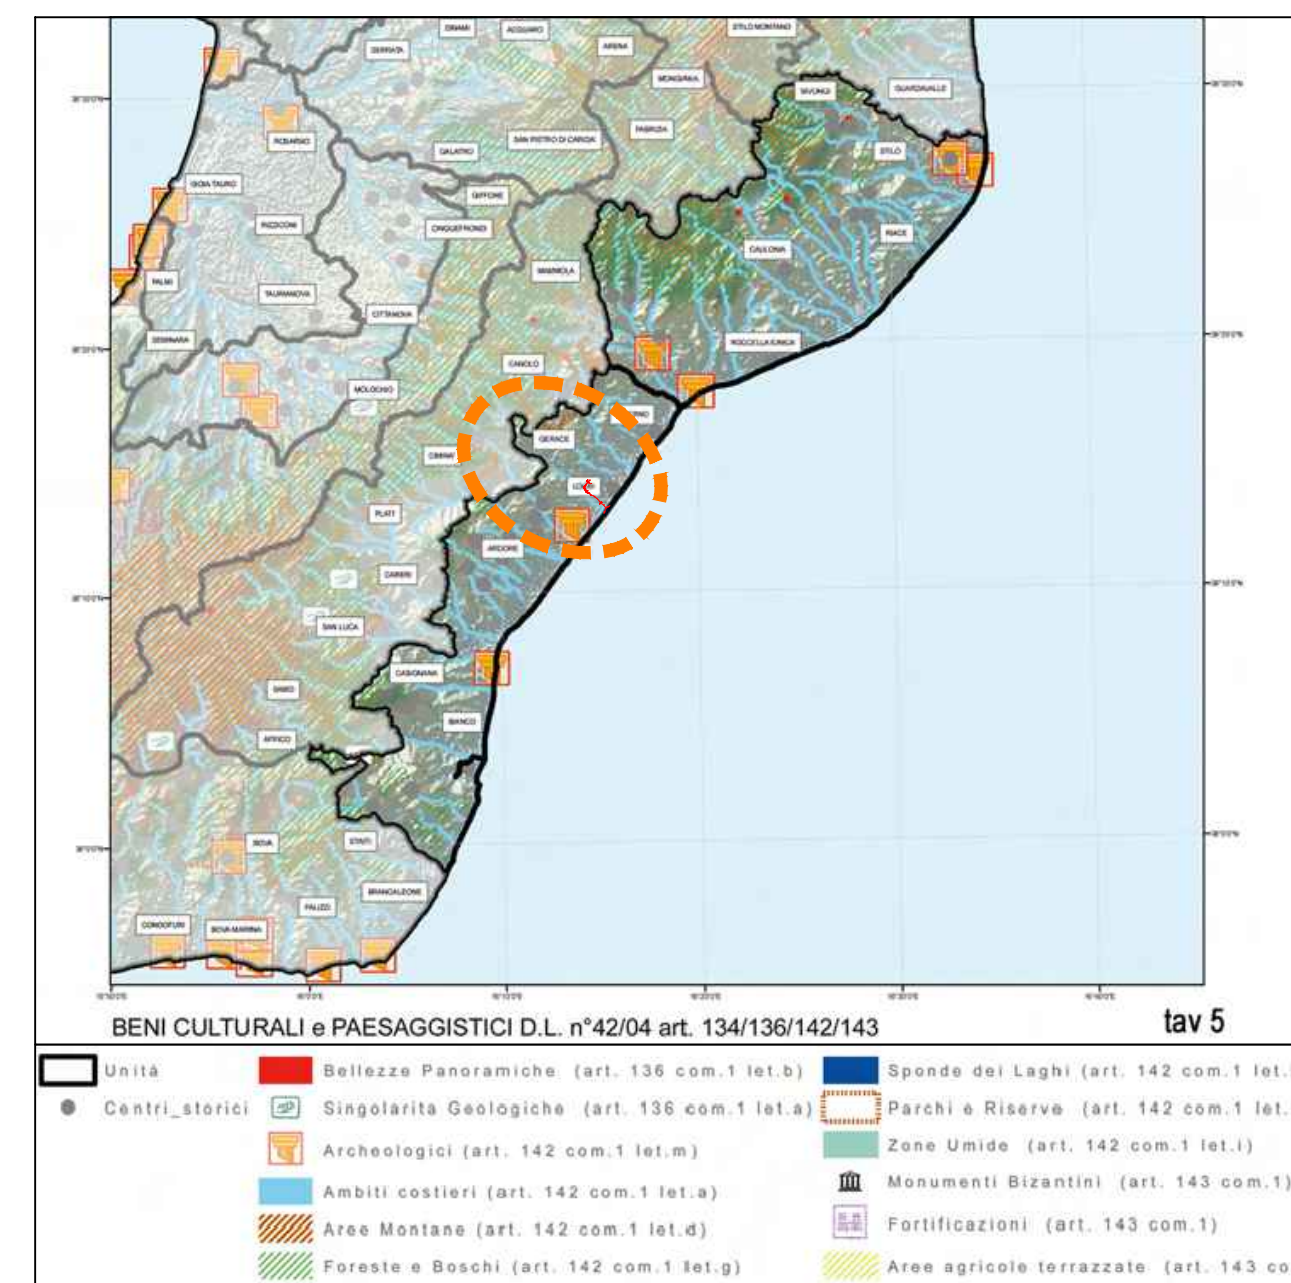 DINAMI
ACQUARO
STILO MONTANO
SERRATA
ARENA
MONGIANA
BIVONGI
GUARDAVALLE
ROSARNO
GALATRO
SAN PIETRO DI CARIDA'
FABRIZIA
STILO
GIOIA TAURO
GIFFONE
RIZZICONI
CINQUEFRONDI
RIACE
CAULONIA
PALMI
MAMMOLA
TAURIANOVA
CITTANOVA
SEMINARA
ROCCELLA IONICA
CANOLO
MOLOCHIO
GERACE
CIMINA'
PLATI'
ARDORE
CARERI
SAN LUCA
CASIGNANA
SAMO
BIANCO
AFRICO
BOVA
STAITI
BRANCALEONE
PALIZZI
CONDOFURI
BOVA MARINA
BENI CULTURALI e PAESAGGISTICI D.L. n°42/04 art. 134/136/142/143
tav 5
Unità
Bellezze Panoramiche (art. 136 com.1 let.b)
Sponde dei Laghi (art. 142 com.1 let.
Centri_storici
Singolarita Geologiche (art. 136 com.1 let.a)
Parchi e Riserve (art. 142 com.1 let.
Archeologici (art. 142 com.1 let.m)
Zone Umide (art. 142 com.1 let.i)
Monumenti Bizantini (art. 143 com.1)
Ambiti costieri (art. 142 com.1 let.a)
Fortificazioni (art. 143 com.1)
Aree Montane (art. 142 com.1 let.d)
Foreste e Boschi (art. 142 com.1 let.g)
Aree agricole terrazzate (art. 143 co